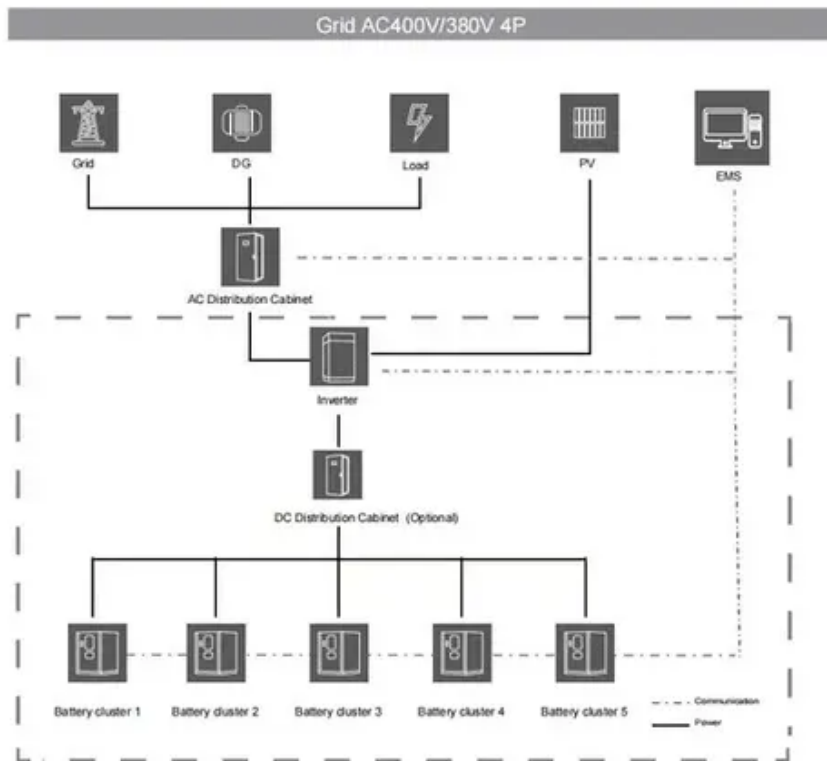 Grid AC400V/380V 4P
Grid
DG
Load
PV
EMS
AC Distribution Cabinet
Inverter
DC Distribution Cabinet (Optional)
Battery cluster 1
Battery cluster 2
Battery cluster 3
Battery cluster 4
Battery cluster 5
Communication
Power